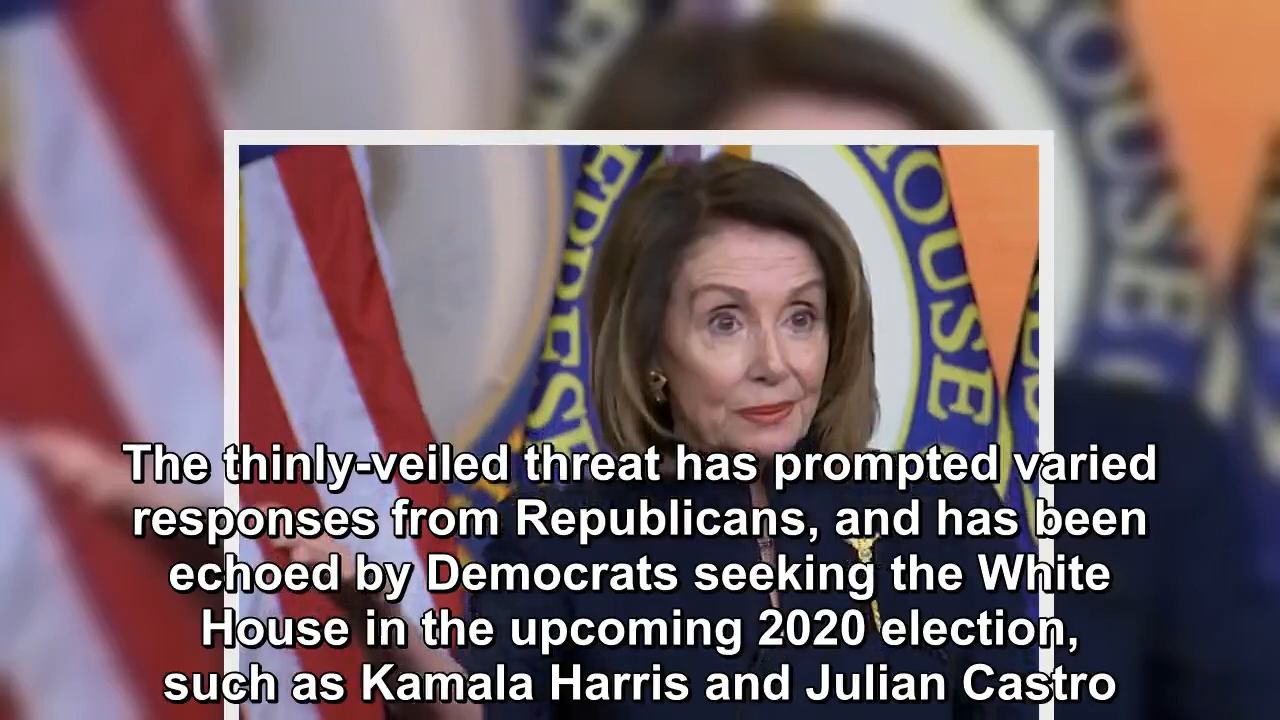 HOUSE
The thinly-veiled threat has prompted varied
responses from Republicans, and has been
echoed by Democrats seeking the White
House in the upcoming 2020 election,
such as Kamala Harris and Julian Castro